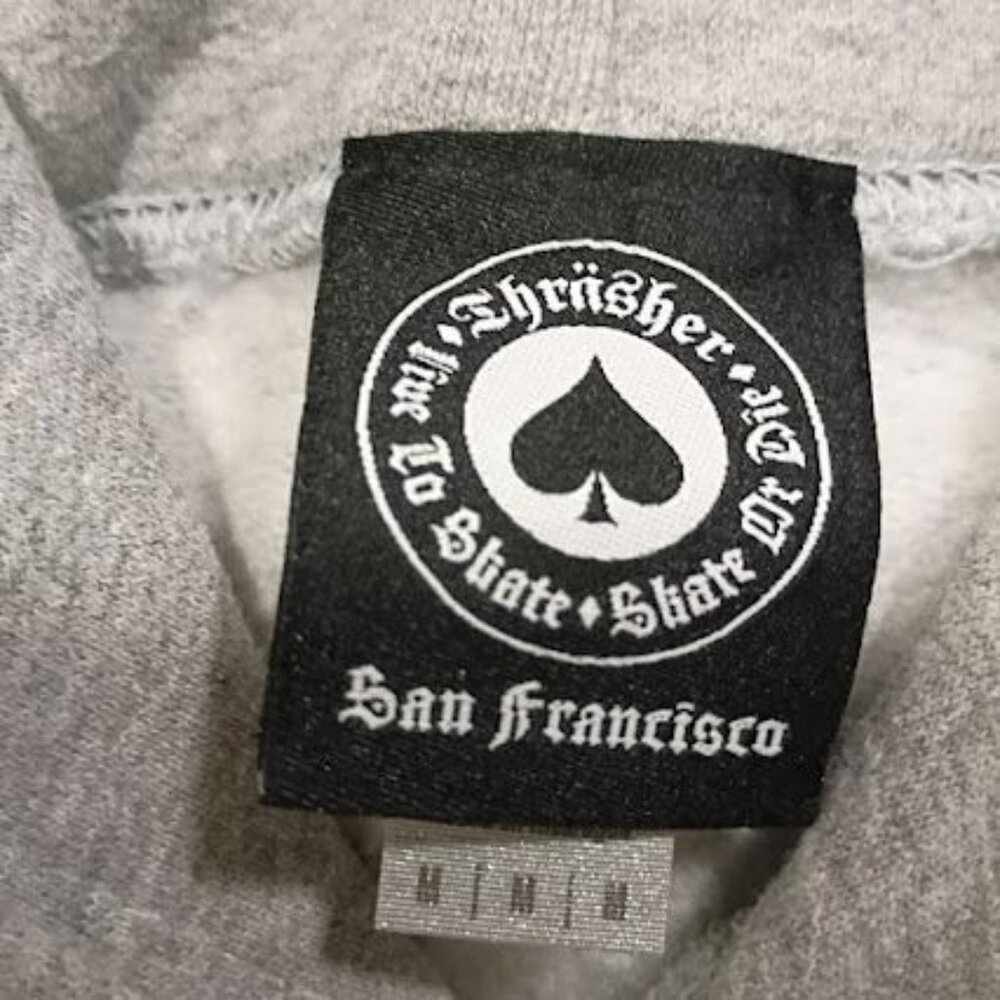 Thräsher
Live To Skate
Skate Or Die
San Francisco
M M M